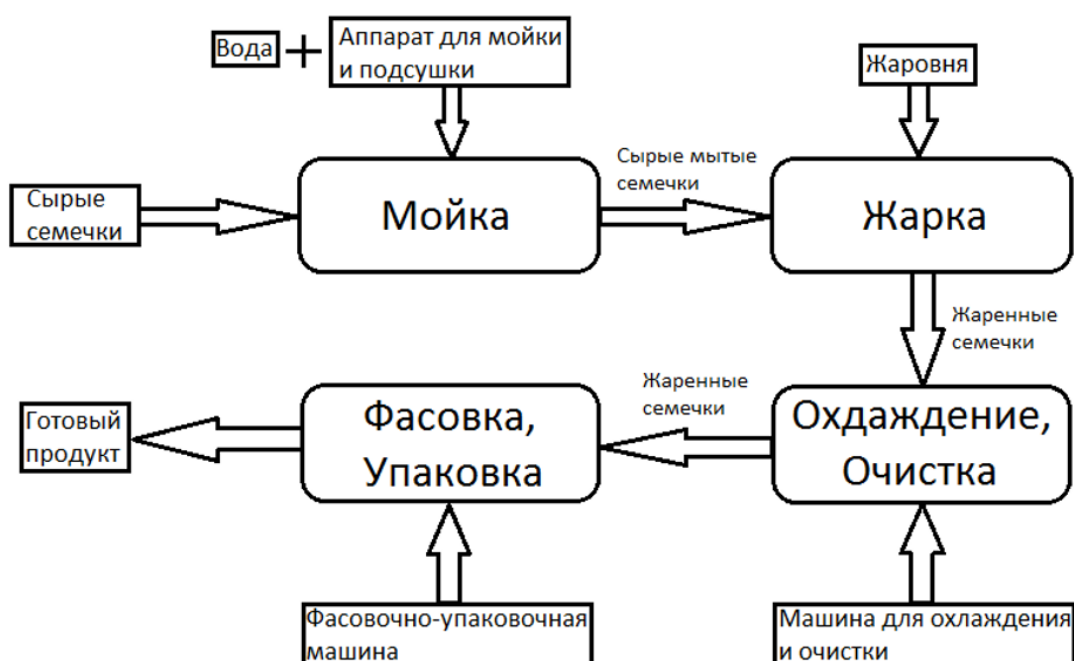 Вода
Аппарат для мойки
и подсушки
Жаровня
Сырые
семечки
Мойка
Сырые мытые
семечки
Жарка
Жаренные
семечки
Готовый
продукт
Фасовка,
Упаковка
Жаренные
семечки
Охдаждение,
Очистка
Фасовочно-упаковочная
машина
Машина для охлаждения
и очистки